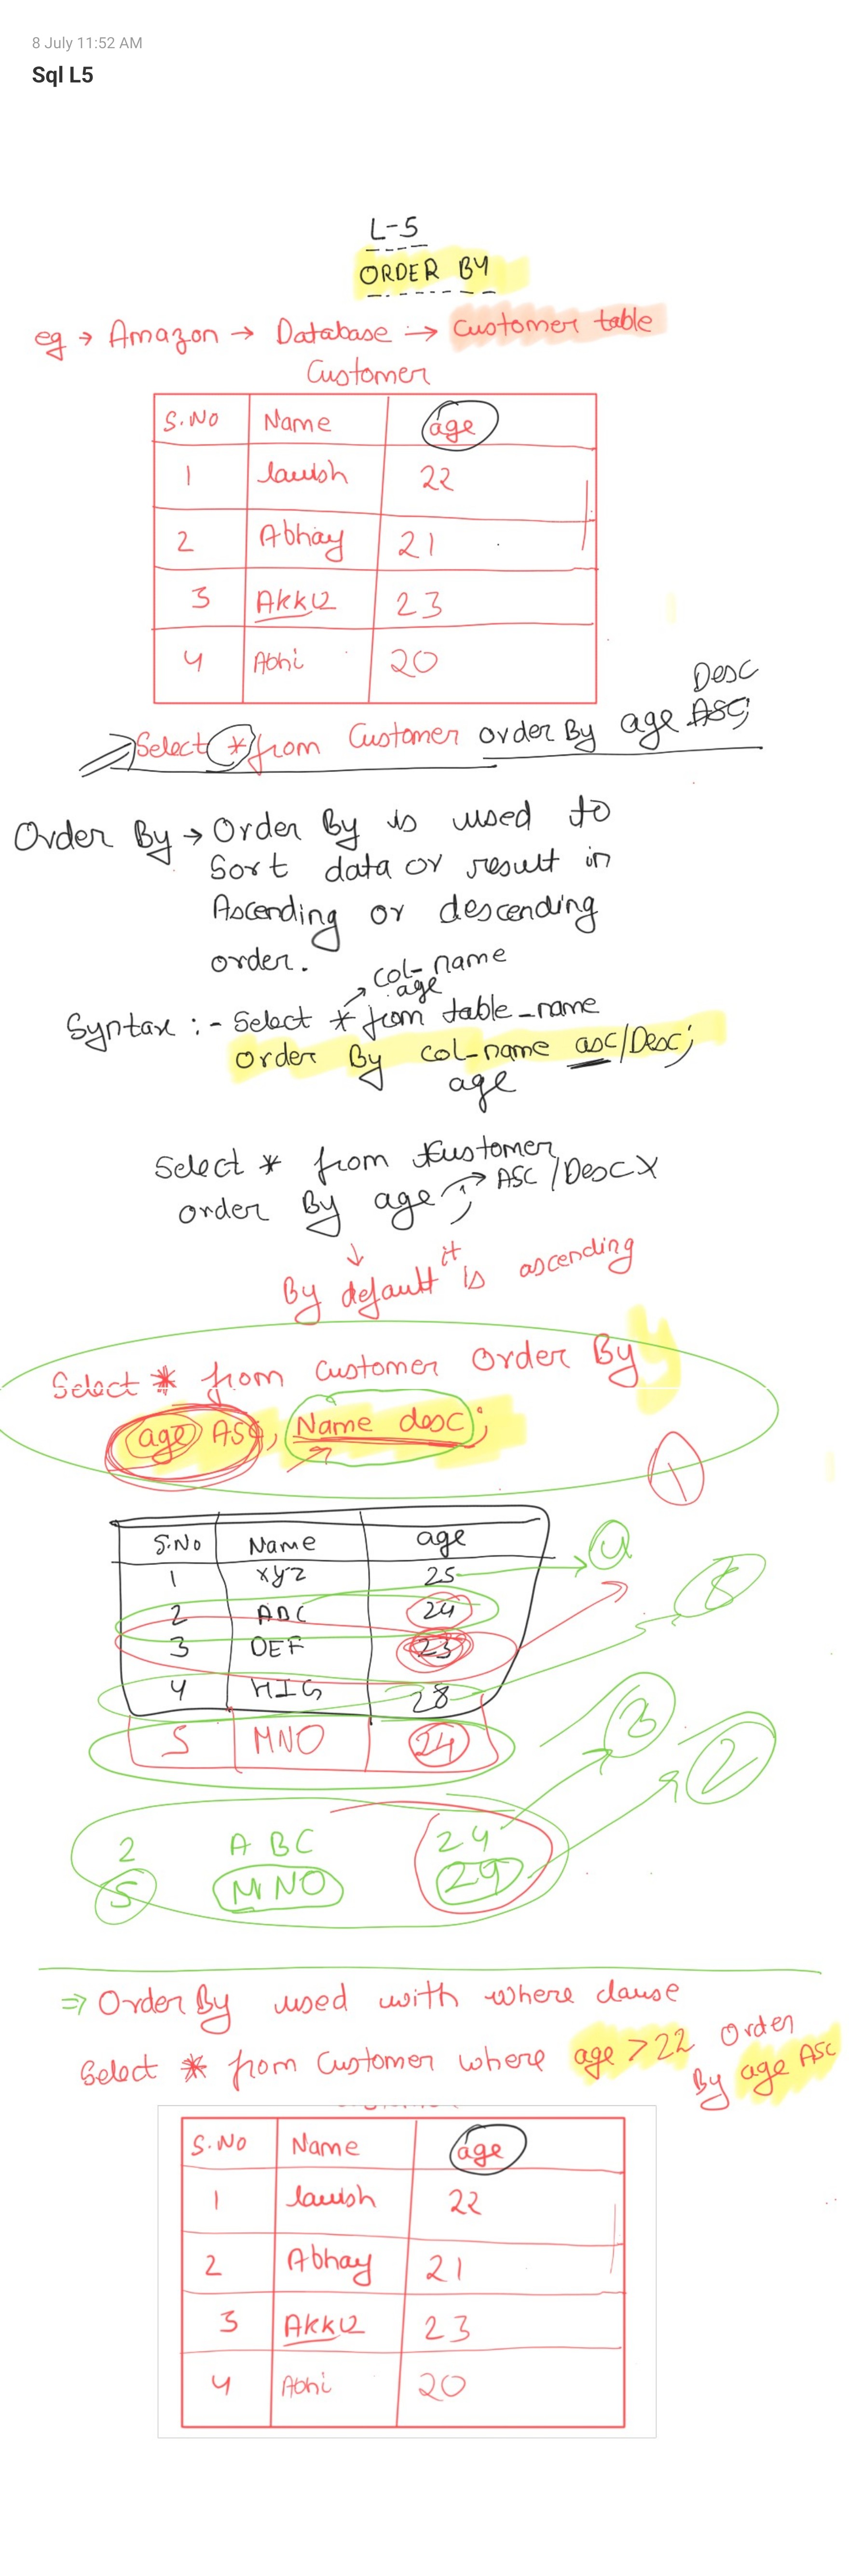 8 July 11:52 AM
Sql L5
L-5
ORDER BY
eg → Amazon → Database → Customer table
Customer
S.No Name age
1 lavish 22
2 Abhay 21
3 Akku 23
4 Abhi 20
Desc
Select * from Customer order By age ASC;
Order By → Order By is used to
Sort data or result in
Ascending or descending
order.
col-name
age
Syntax :- Select * from table_name
order By col-name asc/Desc;
age
Select * from customer
order By age; → ASC /Desc X
↓
By default it is ascending
Select * from customer Order By
age ASC, Name desc;
1
S.No Name age
1 xyz 25 → 4
2 ABC 24
3 DEF 23
4 HIG 28
5 MNO 24
3
2
2 ABC 24
5 MNO 24
⇒ Order By used with where clause
Select * from Customer where age > 22 Order
By age ASC
S.No Name age
1 lavish 22
2 Abhay 21
3 Akku 23
4 Abhi 20